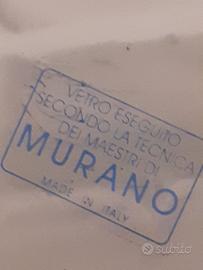 VETRO ESEGUITO
SECONDO LA TECNICA
DEI MAESTRI DI
MURANO
MADE IN ITALY
subito